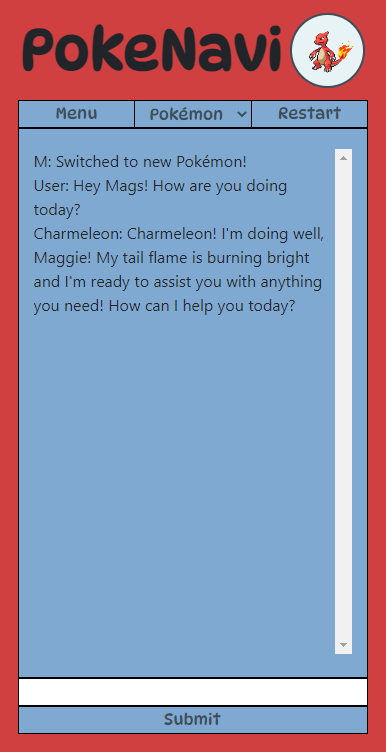 PokeNavi
Menu
Pokémon
Restart
M: Switched to new Pokémon!
User: Hey Mags! How are you doing
today?
Charmeleon: Charmeleon! I'm doing well,
Maggie! My tail flame is burning bright
and I'm ready to assist you with anything
you need! How can I help you today?
Submit